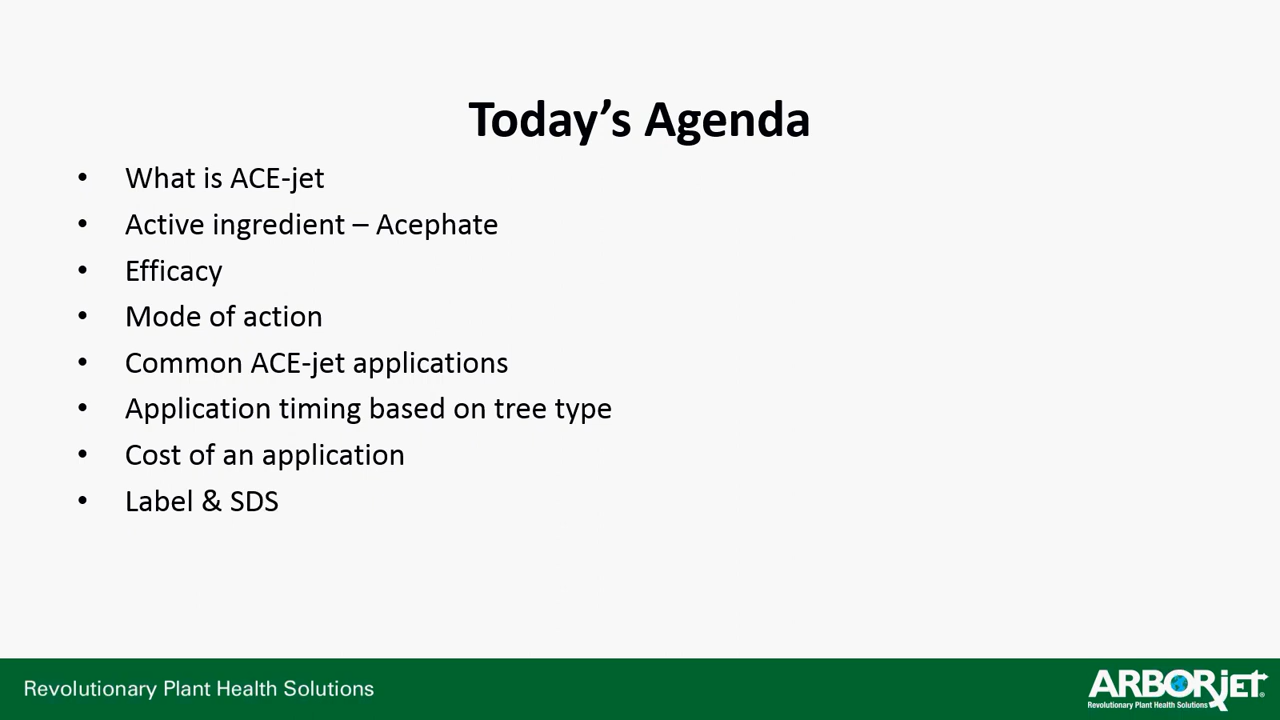 Today’s Agenda
• What is ACE-jet
• Active ingredient – Acephate
• Efficacy
• Mode of action
• Common ACE-jet applications
• Application timing based on tree type
• Cost of an application
• Label & SDS
Revolutionary Plant Health Solutions
ARBORjet®
Revolutionary Plant Health Solutions